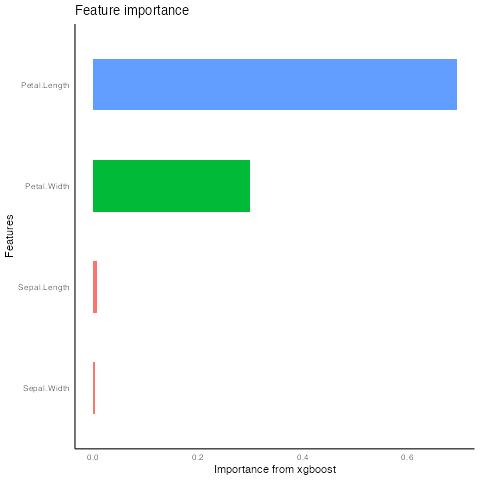 Feature importance
Petal.Length
Petal.Width
Sepal.Length
Sepal.Width
Features
0.0 0.2 0.4 0.6
Importance from xgboost